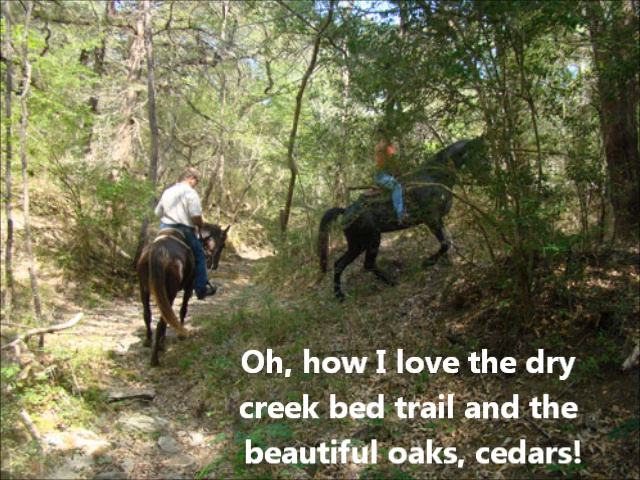 Oh, how I love the dry
creek bed trail and the
beautiful oaks, cedars!